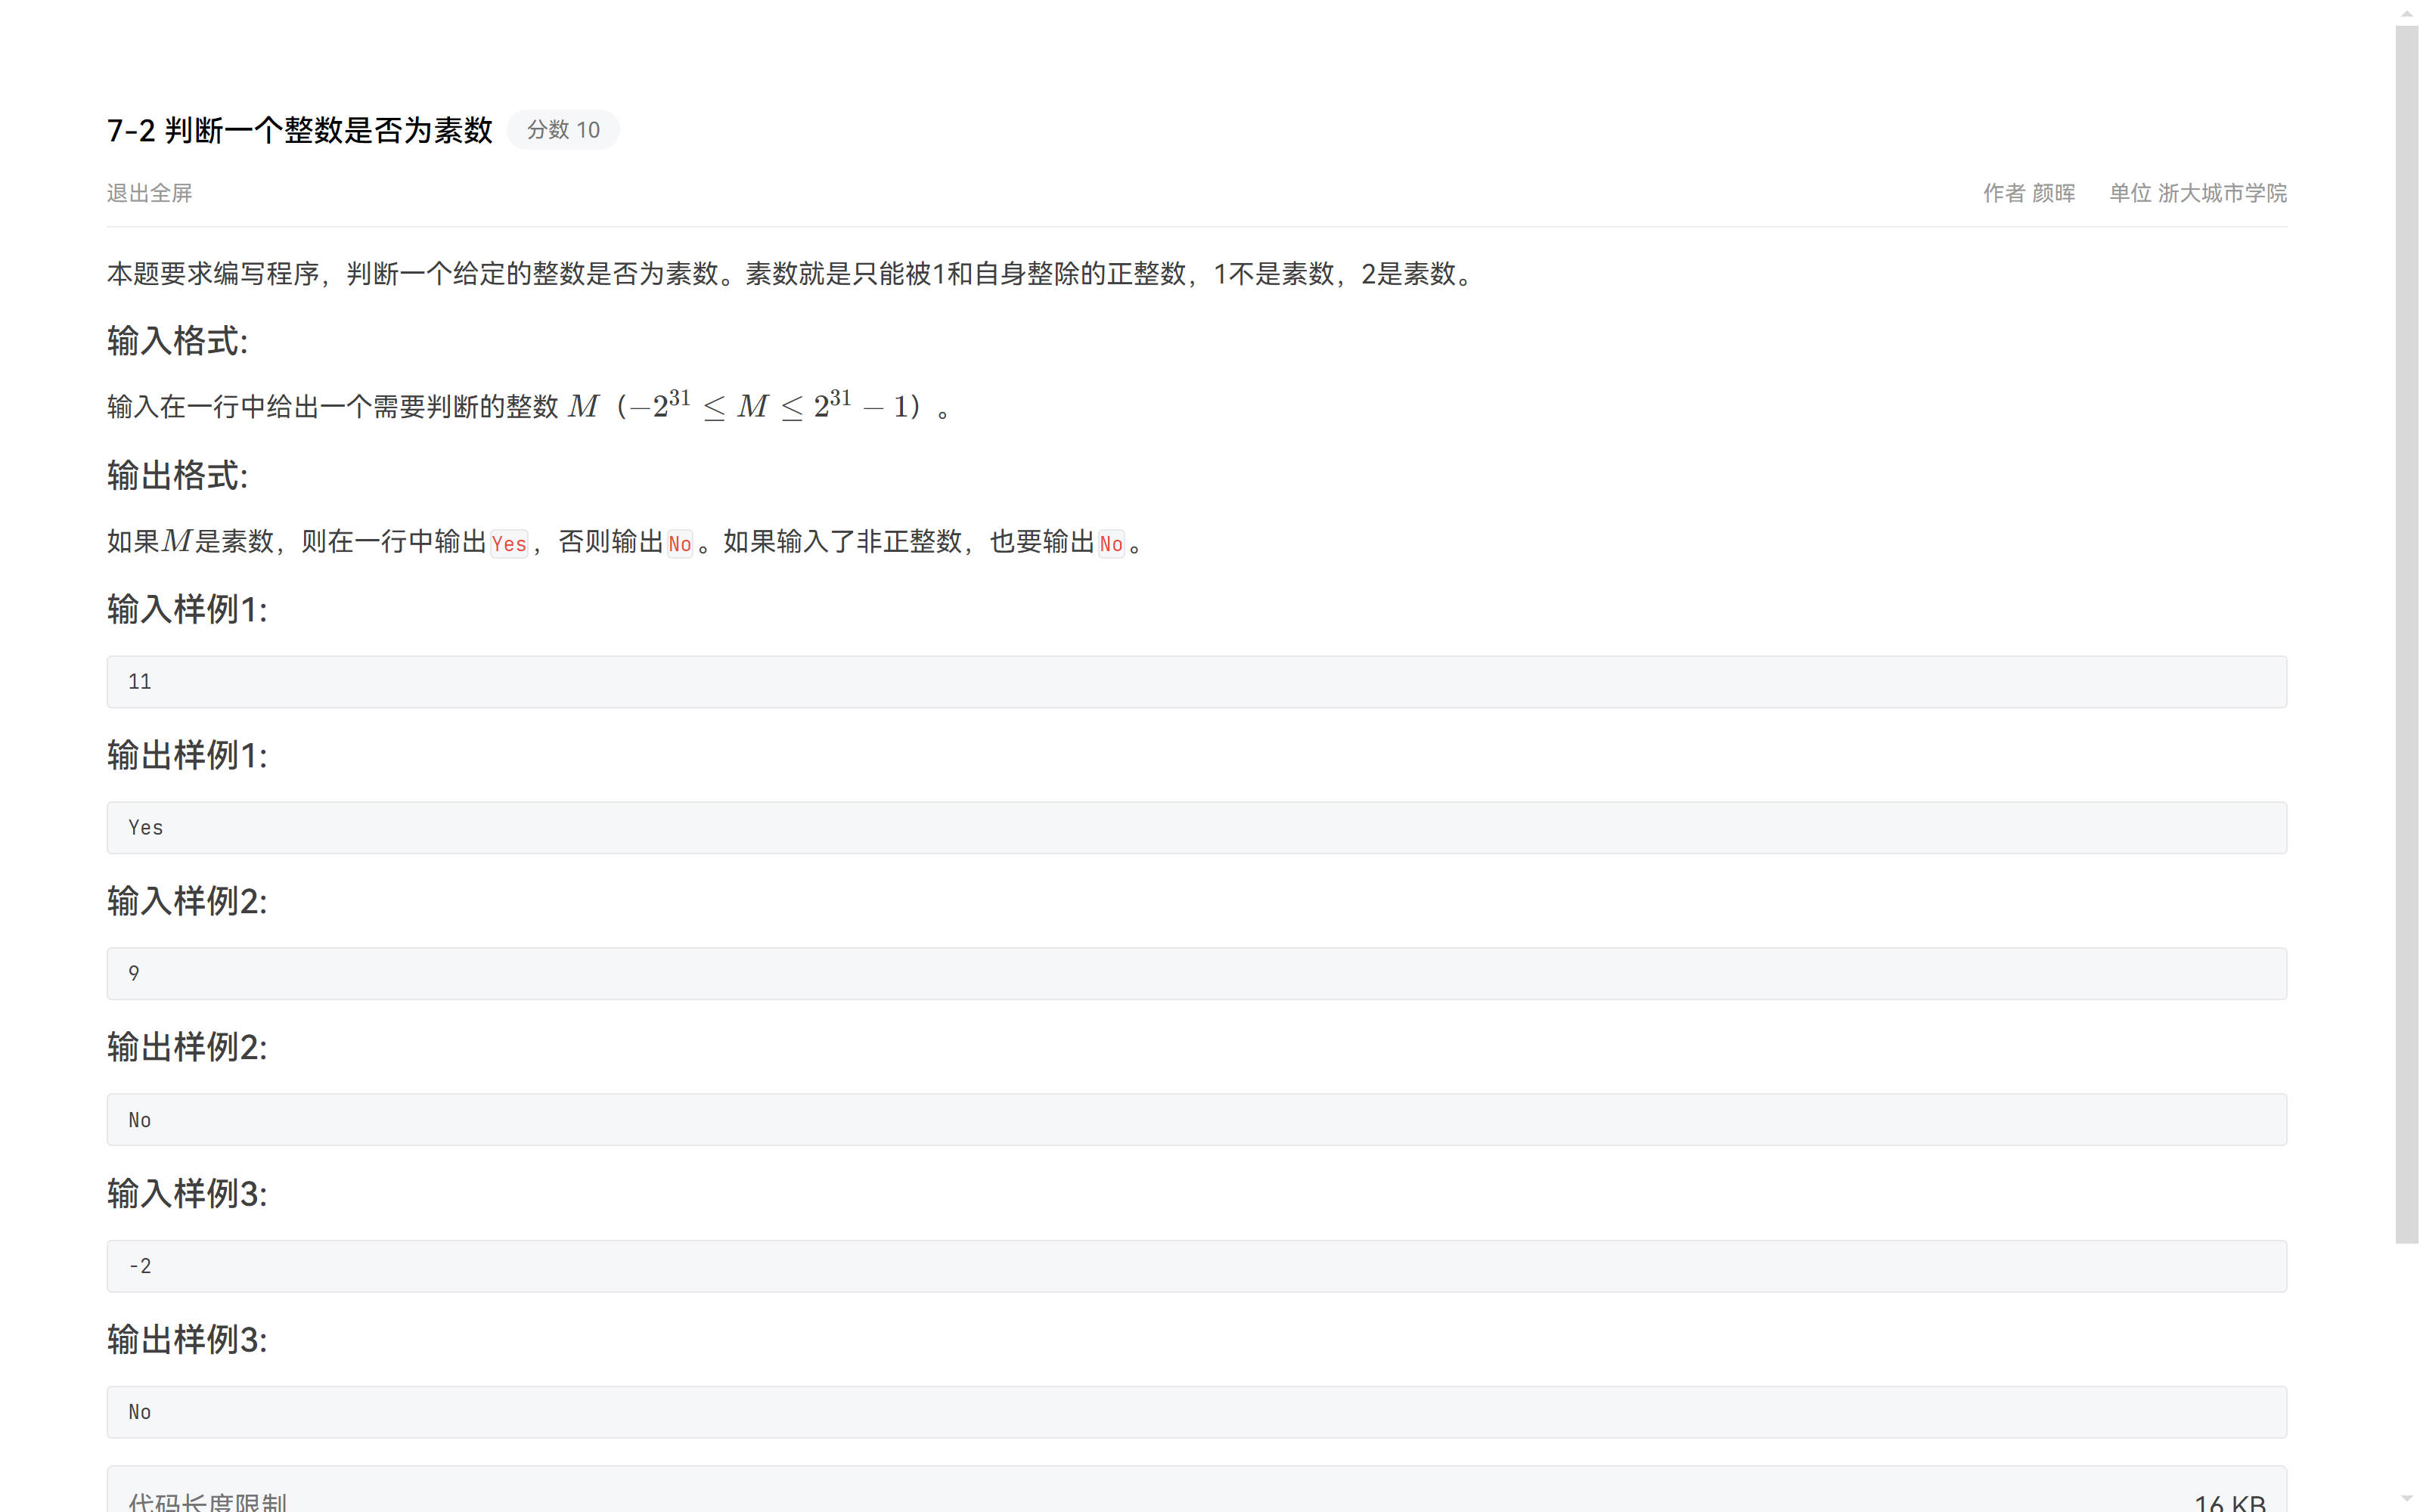 7-2 判断一个整数是否为素数 分数 10
退出全屏 作者 颜晖 单位 浙大城市学院
本题要求编写程序，判断一个给定的整数是否为素数。素数就是只能被1和自身整除的正整数，1不是素数，2是素数。
输入格式:
输入在一行中给出一个需要判断的整数 M（−2^31 ≤ M ≤ 2^31 − 1）。
输出格式:
如果M是素数，则在一行中输出Yes，否则输出No。如果输入了非正整数，也要输出No。
输入样例1:
11
输出样例1:
Yes
输入样例2:
9
输出样例2:
No
输入样例3:
-2
输出样例3:
No
代码长度限制 16 KB